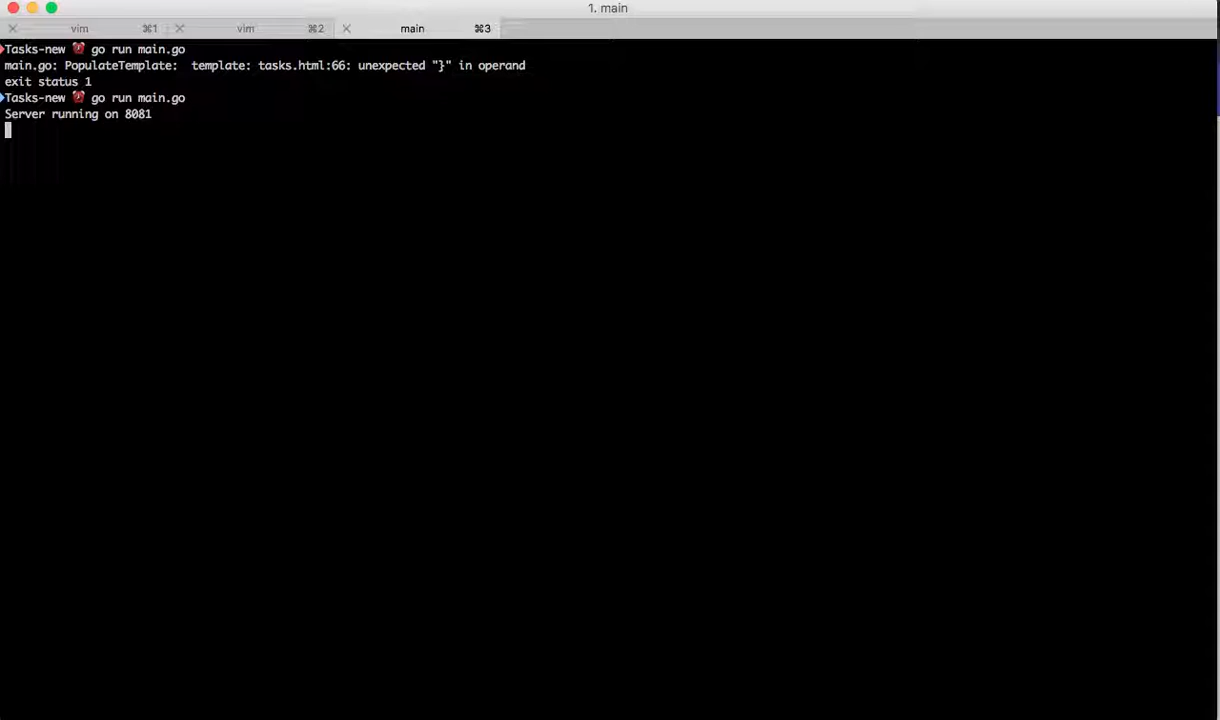 1. main
vim ⌘1 vim ⌘2 main ⌘3
Tasks-new ⏰ go run main.go
main.go: PopulateTemplate:  template: tasks.html:66: unexpected "}" in operand
exit status 1
Tasks-new ⏰ go run main.go
Server running on 8081